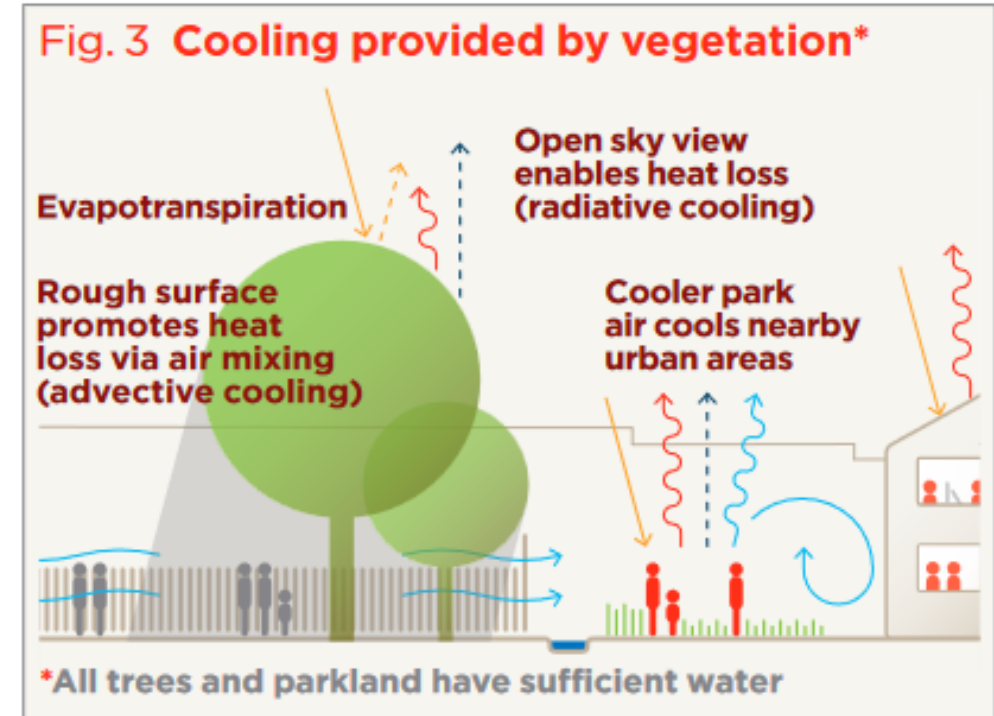 Fig. 3 Cooling provided by vegetation*
Open sky view
enables heat loss
(radiative cooling)
Evapotranspiration
Rough surface
promotes heat
loss via air mixing
(advective cooling)
Cooler park
air cools nearby
urban areas
*All trees and parkland have sufficient water